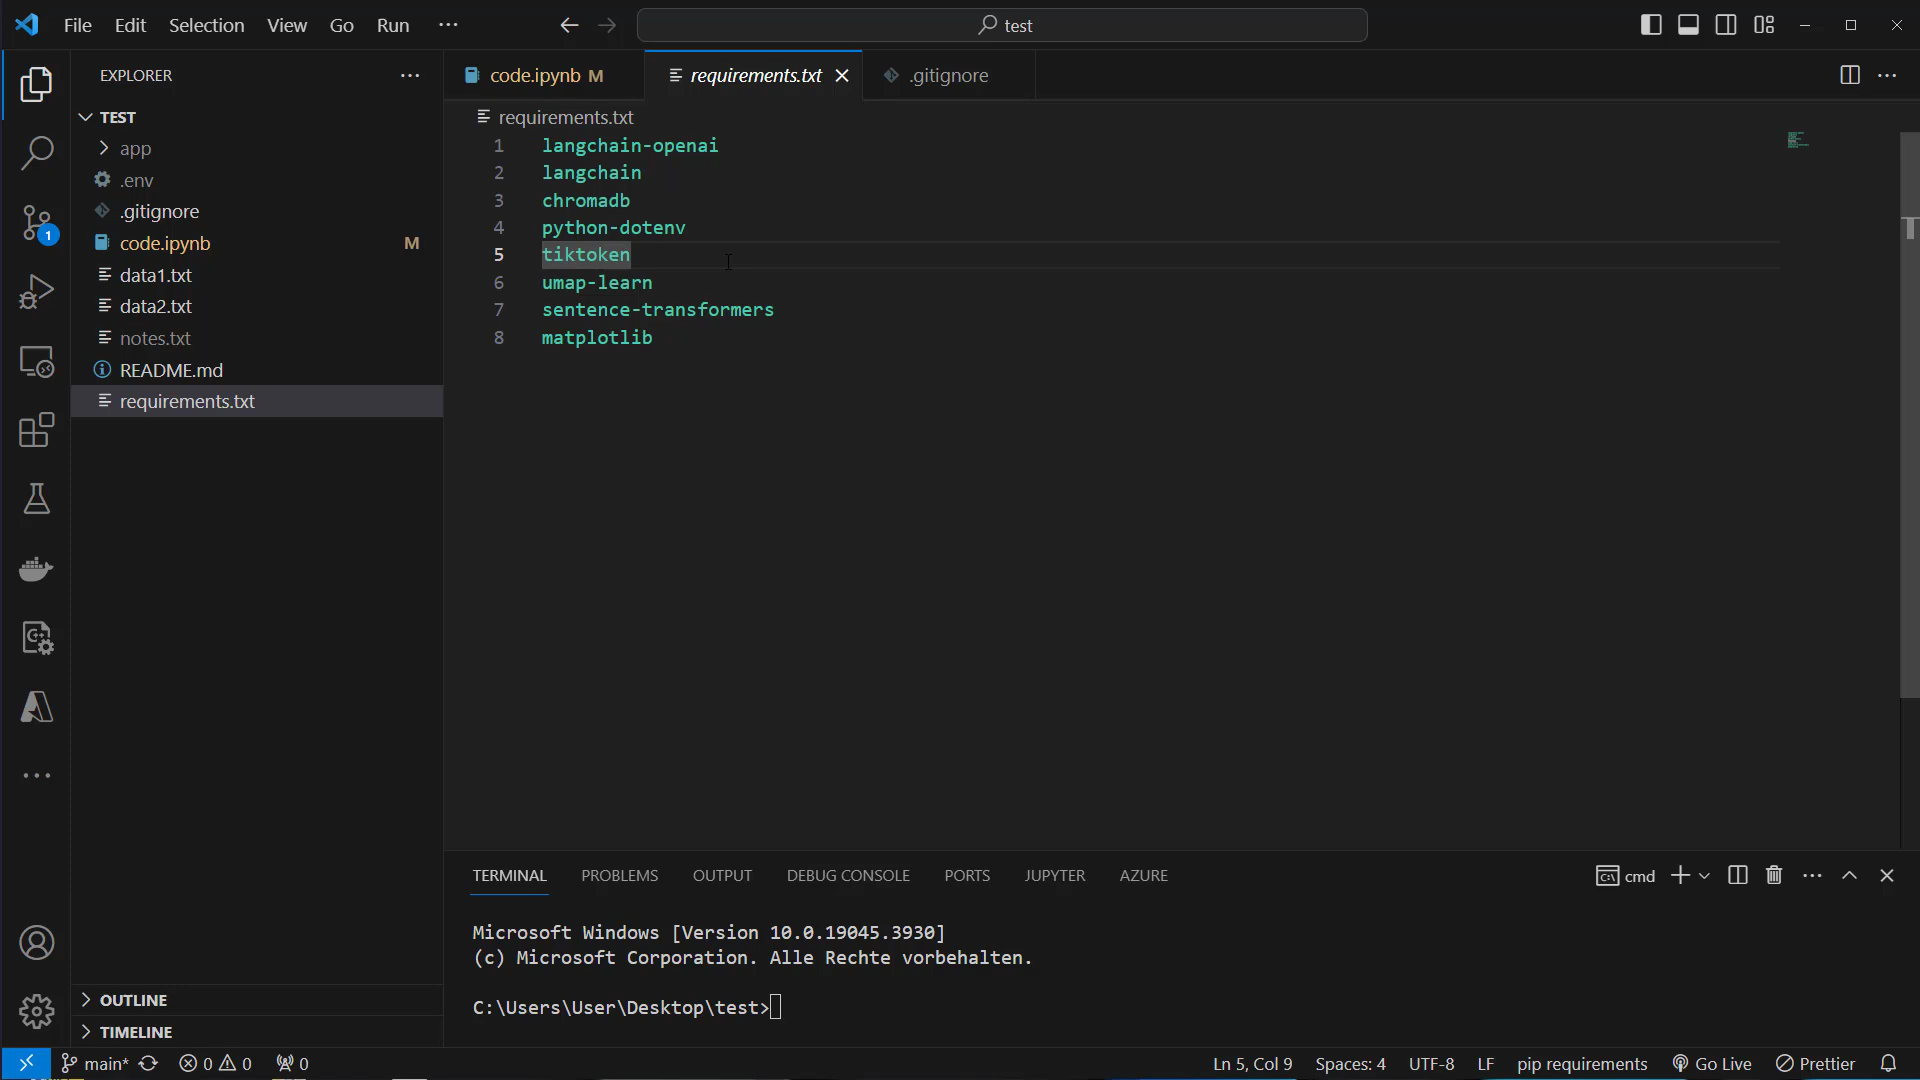 File Edit Selection View Go Run ··· test
EXPLORER ···
TEST
app
.env
.gitignore
code.ipynb M
data1.txt
data2.txt
notes.txt
README.md
requirements.txt
OUTLINE
TIMELINE
1
code.ipynb M requirements.txt .gitignore
requirements.txt
1 langchain-openai
2 langchain
3 chromadb
4 python-dotenv
5 tiktoken
6 umap-learn
7 sentence-transformers
8 matplotlib
TERMINAL PROBLEMS OUTPUT DEBUG CONSOLE PORTS JUPYTER AZURE cmd
Microsoft Windows [Version 10.0.19045.3930]
(c) Microsoft Corporation. Alle Rechte vorbehalten.
C:\Users\User\Desktop\test>
main* 0 0 0 Ln 5, Col 9 Spaces: 4 UTF-8 LF pip requirements Go Live Prettier